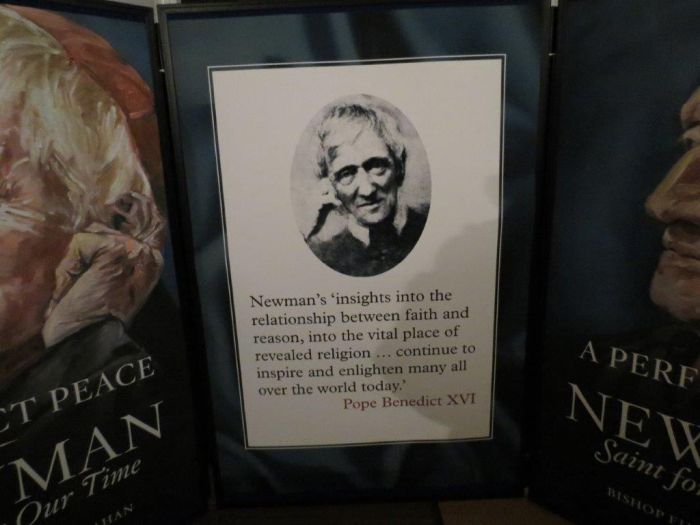 CT PEACE
MAN
Our Time
HAN
Newman's 'insights into the
relationship between faith and
reason, into the vital place of
revealed religion ... continue to
inspire and enlighten many all
over the world today.'
Pope Benedict XVI
A PERF
NEW
Saint fo
BISHOP